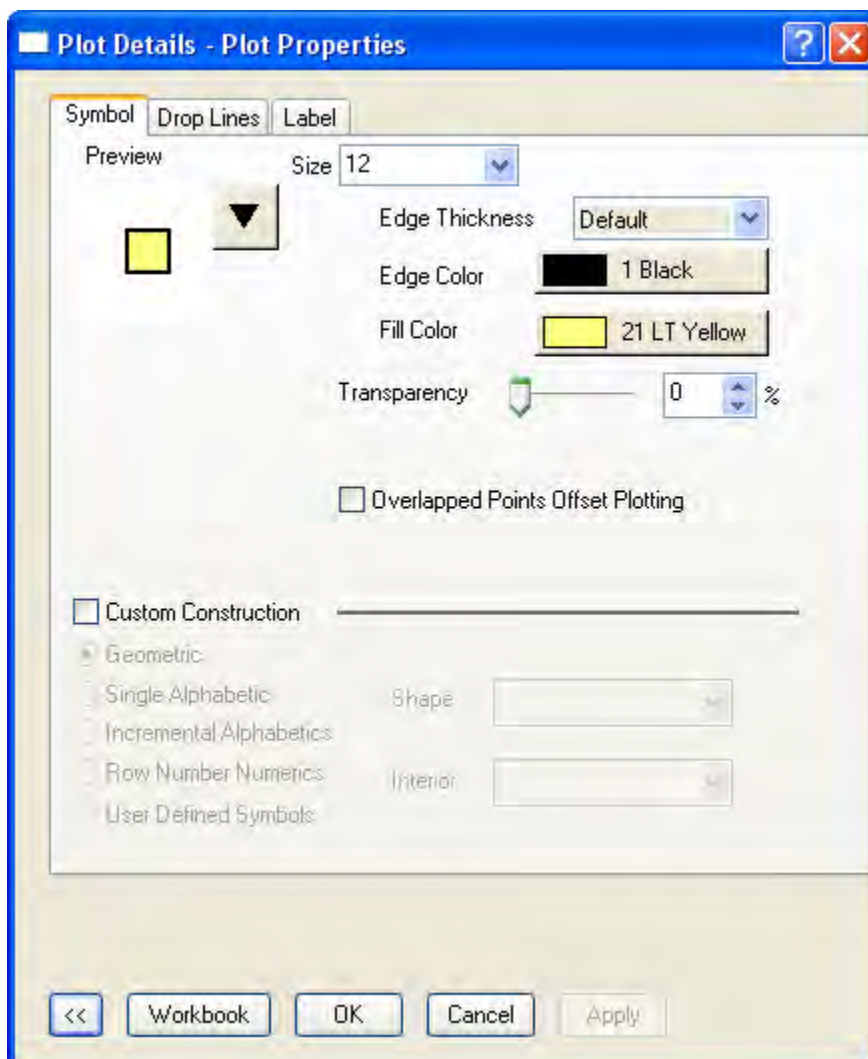 Plot Details - Plot Properties
Symbol Drop Lines Label
Preview Size 12
Edge Thickness Default
Edge Color 1 Black
Fill Color 21 LT Yellow
Transparency 0 %
Overlapped Points Offset Plotting
Custom Construction
Geometric
Single Alphabetic Shape
Incremental Alphabetics
Row Number Numerics Interior
User Defined Symbols
<< Workbook OK Cancel Apply